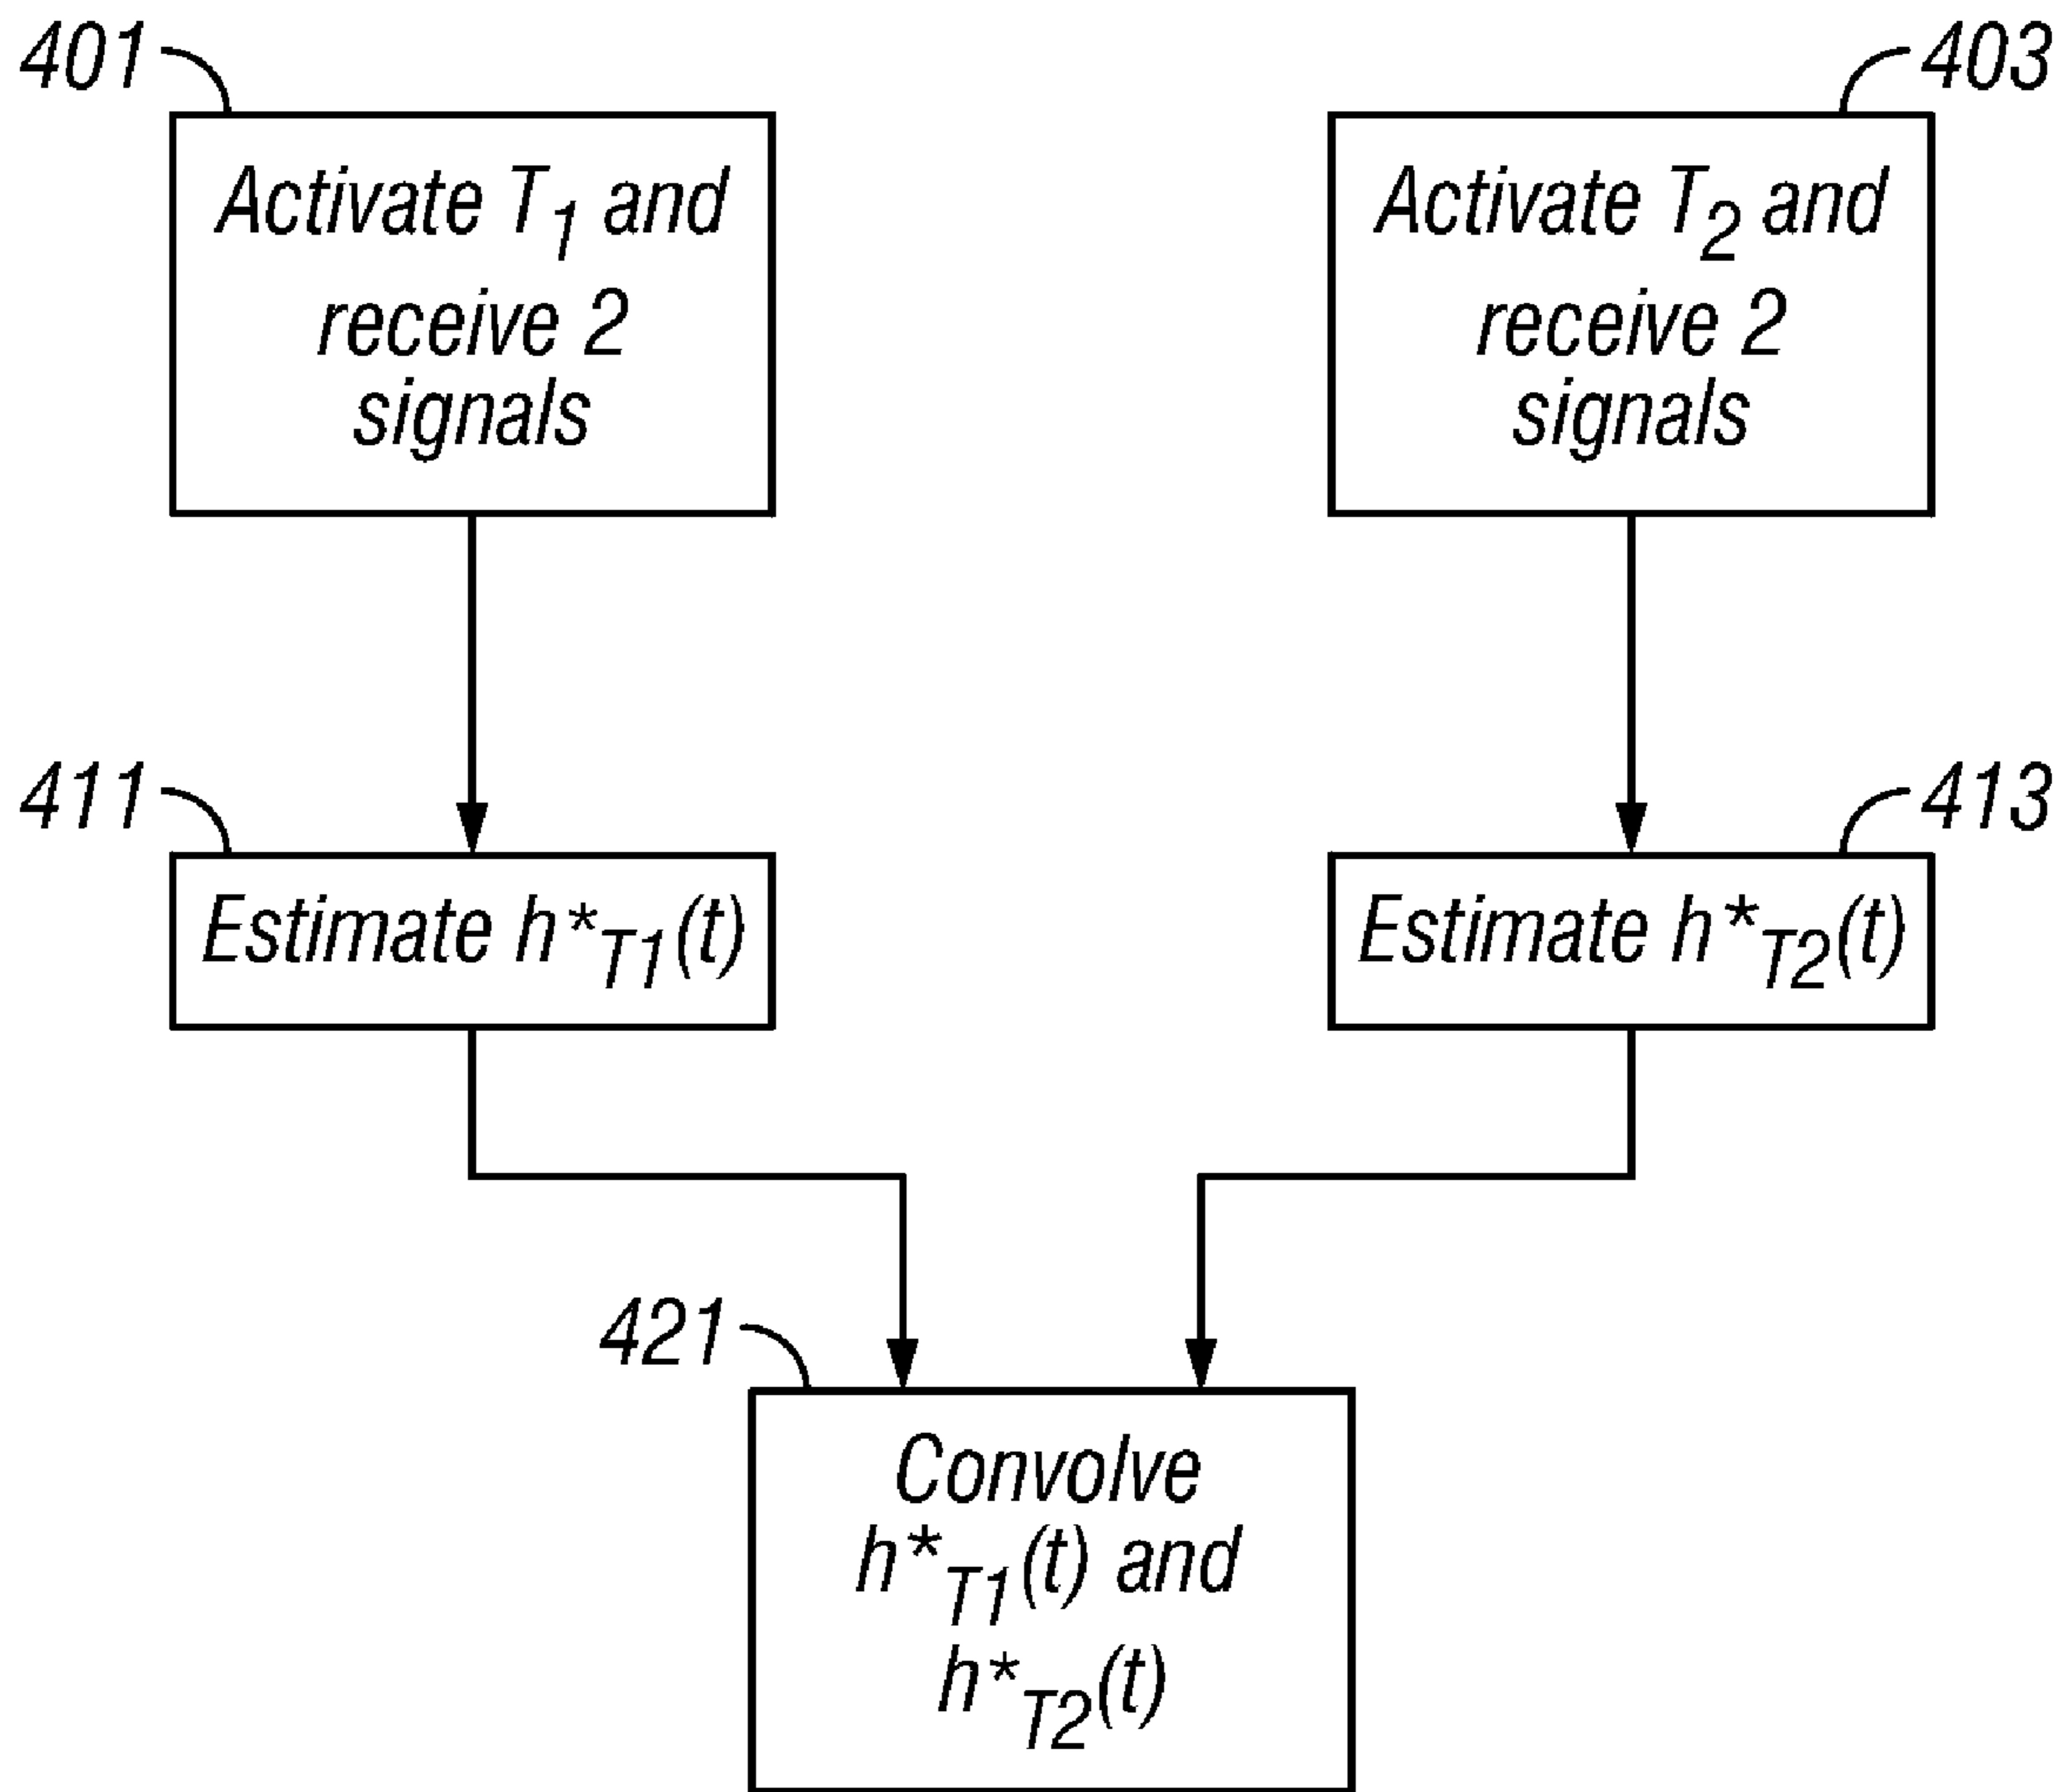 401
403
Activate T1 and
receive 2
signals
Activate T2 and
receive 2
signals
411
413
Estimate h*T1(t)
Estimate h*T2(t)
421
Convolve
h*T1(t) and
h*T2(t)